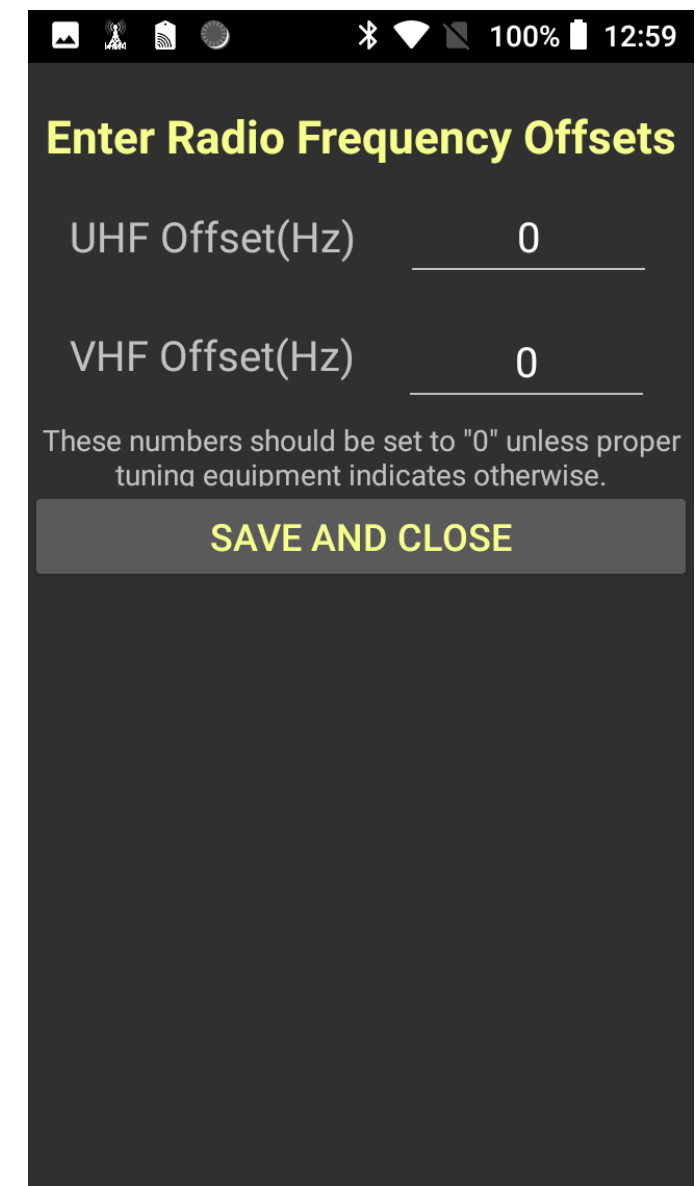 100% 12:59
Enter Radio Frequency Offsets
UHF Offset(Hz) 0
VHF Offset(Hz) 0
These numbers should be set to "0" unless proper
tuning equipment indicates otherwise.
SAVE AND CLOSE